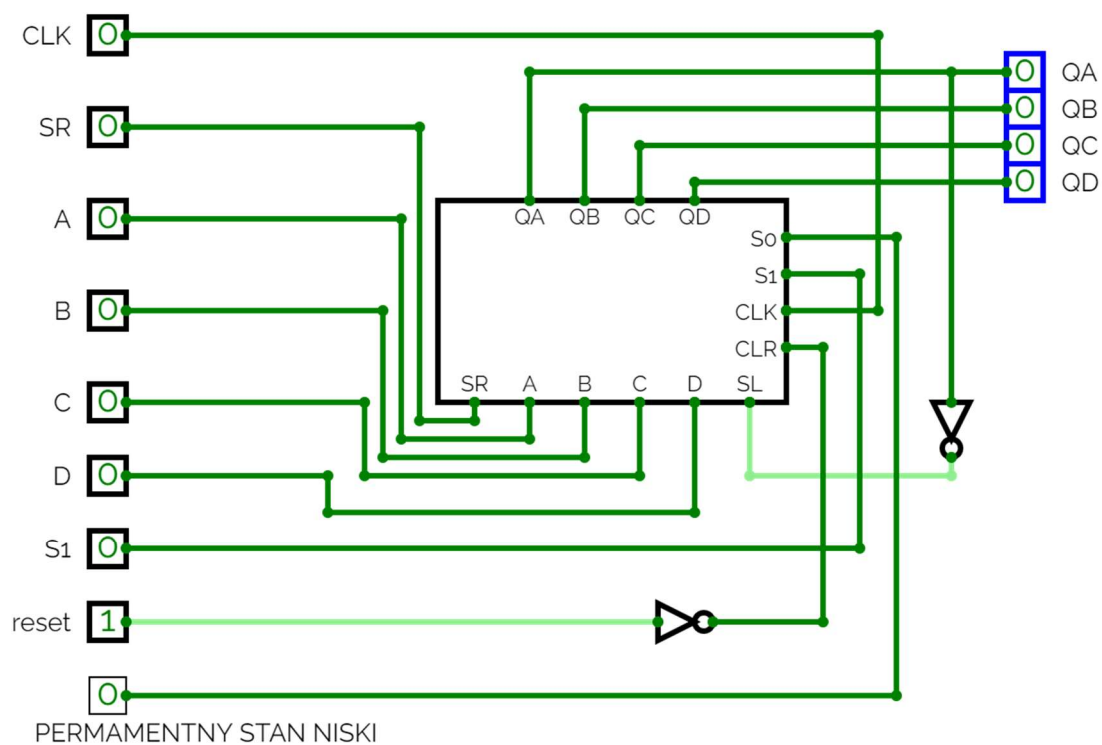 CLK 0
0 QA
0 QB
SR 0
0 QC
0 QD
A 0
QA QB QC QD
S0
S1
B 0
CLK
CLR
SR A B C D SL
C 0
D 0
S1 0
reset 1
0
PERMAMENTNY STAN NISKI